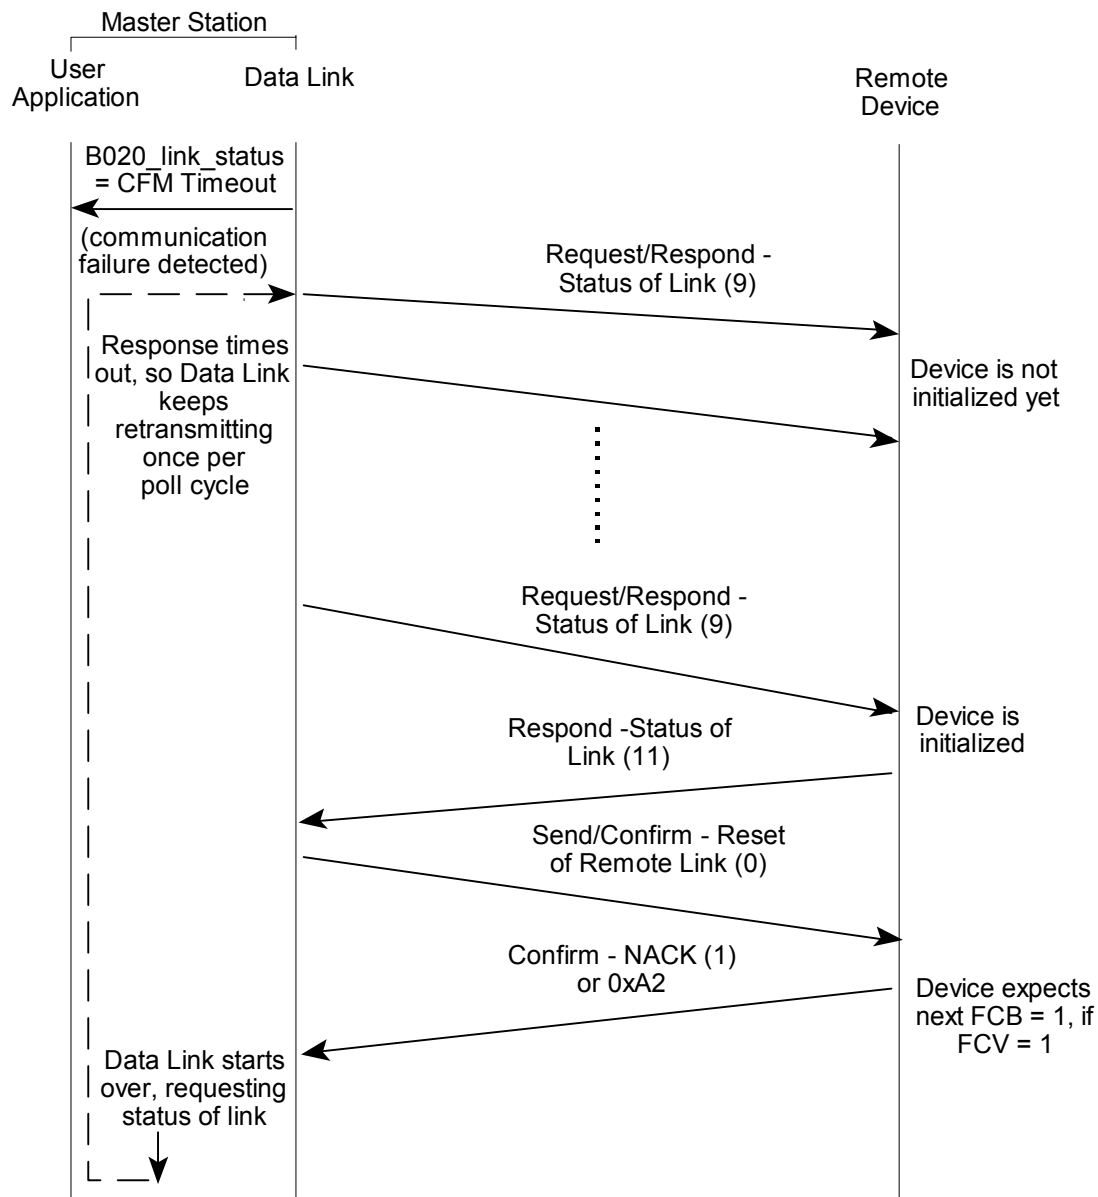 Master Station
User
Application
Data Link
Remote
Device
B020_link_status
= CFM Timeout
(communication
failure detected)
Request/Respond -
Status of Link (9)
Response times
out, so Data Link
keeps
retransmitting
once per
poll cycle
Device is not
initialized yet
Request/Respond -
Status of Link (9)
Device is
initialized
Respond -Status of
Link (11)
Send/Confirm - Reset
of Remote Link (0)
Confirm - NACK (1)
or 0xA2
Device expects
next FCB = 1, if
FCV = 1
Data Link starts
over, requesting
status of link